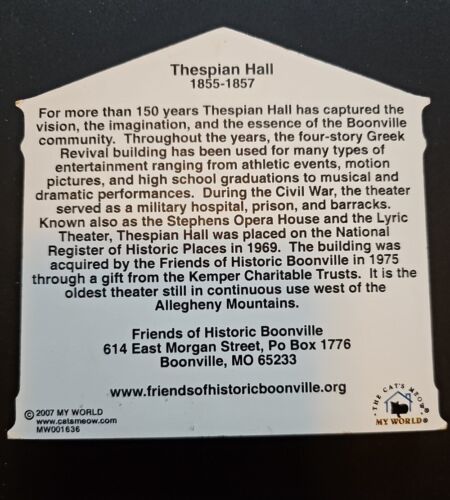 Thespian Hall
1855-1857
For more than 150 years Thespian Hall has captured the
vision, the imagination, and the essence of the Boonville
community. Throughout the years, the four-story Greek
Revival building has been used for many types of
entertainment ranging from athletic events, motion
pictures, and high school graduations to musical and
dramatic performances. During the Civil War, the theater
served as a military hospital, prison, and barracks.
Known also as the Stephens Opera House and the Lyric
Theater, Thespian Hall was placed on the National
Register of Historic Places in 1969. The building was
acquired by the Friends of Historic Boonville in 1975
through a gift from the Kemper Charitable Trusts. It is the
oldest theater still in continuous use west of the
Allegheny Mountains.
Friends of Historic Boonville
614 East Morgan Street, Po Box 1776
Boonville, MO 65233
www.friendsofhistoricboonville.org
© 2007 MY WORLD
www.catsmeow.com
MW001636
THE CAT'S MEOW®
MY WORLD®